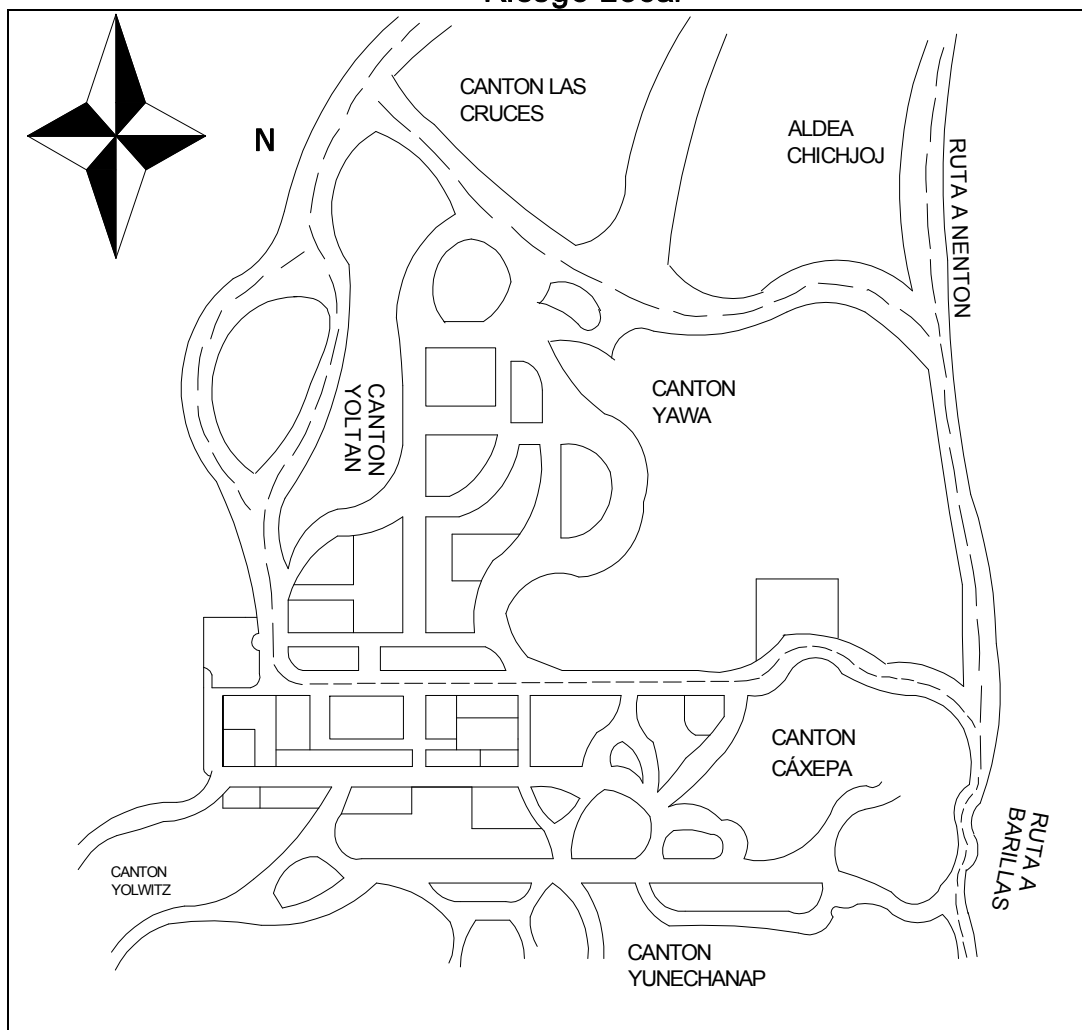 Riesgo Local
CANTON LAS
CRUCES
ALDEA
CHICHJOJ
N
RUTA A NENTON
CANTON
YOLTAN
CANTON
YAWA
CANTON
CÁXEPA
RUTA A
BARILLAS
CANTON
YOLWITZ
CANTON
YUNECHANAP